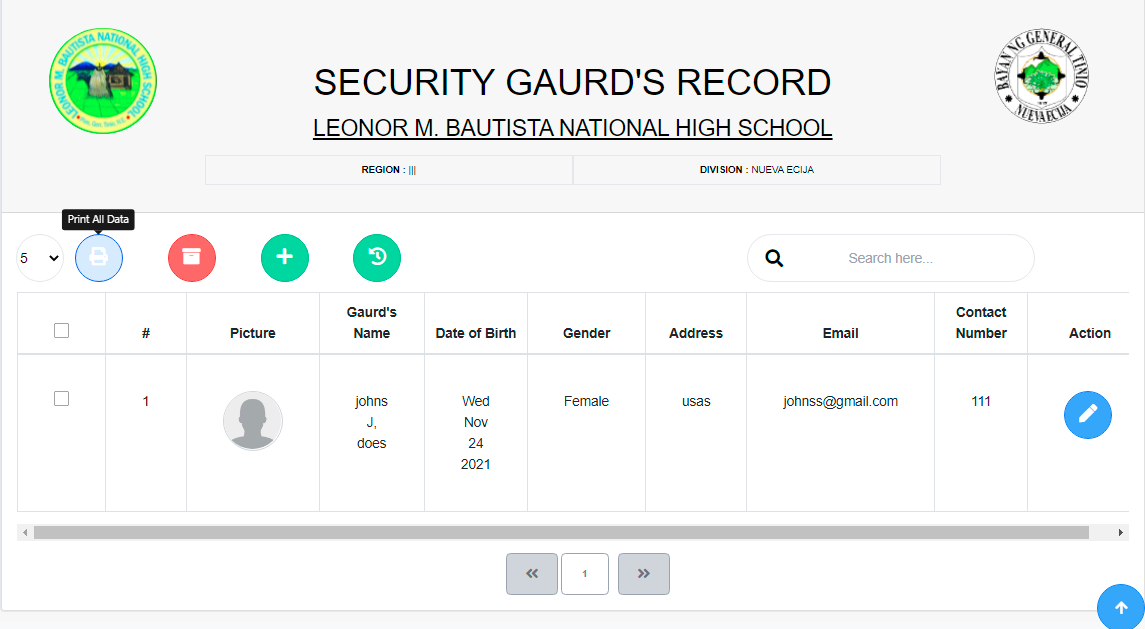 LEONOR M. BAUTISTA NATIONAL HIGH SCHOOL
BAYAN NG GENERAL TINIO
NUEVA ECIJA
SECURITY GAURD'S RECORD
LEONOR M. BAUTISTA NATIONAL HIGH SCHOOL
REGION : |||
DIVISION : NUEVA ECIJA
Print All Data
5
Search here...
#
Picture
Gaurd's
Name
Date of Birth
Gender
Address
Email
Contact
Number
Action
1
johns
J,
does
Wed
Nov
24
2021
Female
usas
johnss@gmail.com
111
«
1
»